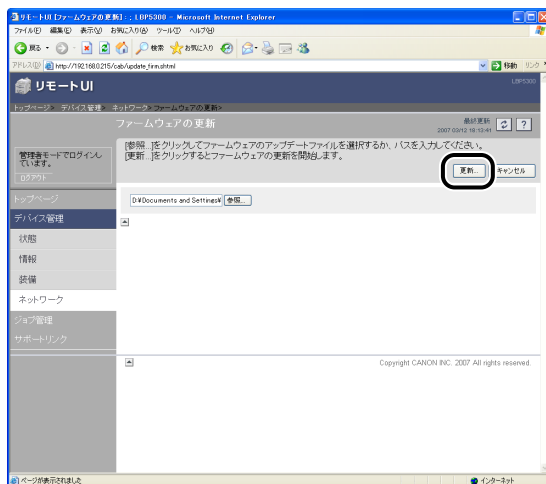 リモートUI [ファームウェアの更新] : : LBP5300 - Microsoft Internet Explorer
ファイル(F) 編集(E) 表示(V) お気に入り(A) ツール(T) ヘルプ(H)
戻る 検索 お気に入り
アドレス(D) http://192.168.0.215/cab/update_firm.shtml 移動 リンク
リモートUI LBP5300
トップページ> デバイス管理> ネットワーク> ファームウェアの更新>
ファームウェアの更新
最終更新
2007 03/12 18:10:41
管理者モードでログインしています。
ログアウト
[参照...]をクリックしてファームウェアのアップデートファイルを選択するか、パスを入力してください。
[更新...]をクリックするとファームウェアの更新を開始します。
更新... キャンセル
トップページ
デバイス管理
状態
情報
装備
ネットワーク
ジョブ管理
サポートリンク
D:¥Documents and Settings¥ 参照...
Copyright CANON INC. 2007 All rights reserved.
ページが表示されました インターネット